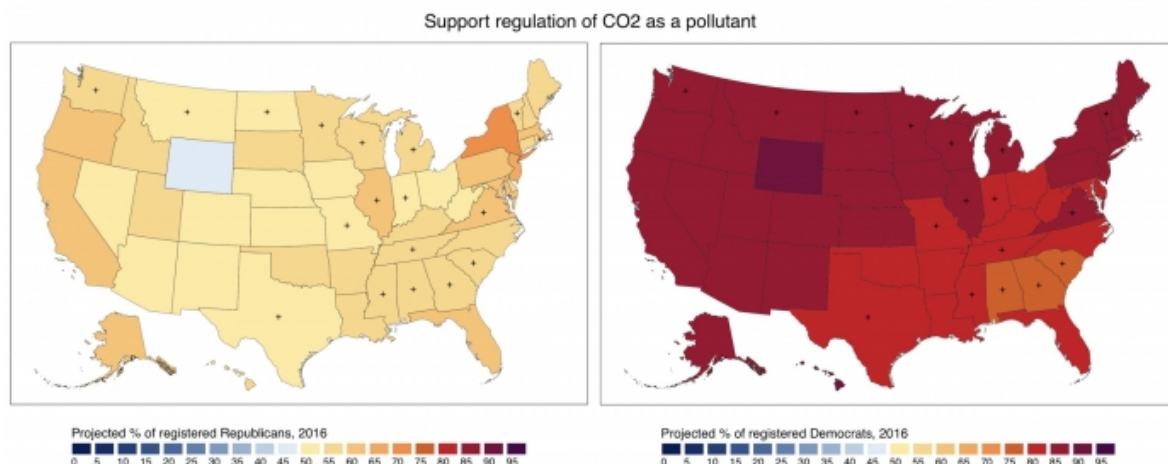 Support regulation of CO2 as a pollutant
Projected % of registered Republicans, 2016
0 5 10 15 20 25 30 35 40 45 50 55 60 65 70 75 80 85 90 95
Projected % of registered Democrats, 2016
0 5 10 15 20 25 30 35 40 45 50 55 60 65 70 75 80 85 90 95